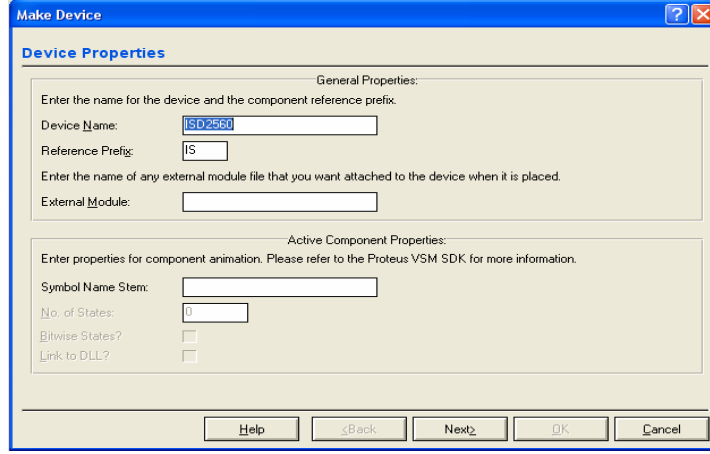 Make Device
Device Properties
General Properties:
Enter the name for the device and the component reference prefix.
Device Name:
ISD2560
Reference Prefix:
IS
Enter the name of any external module file that you want attached to the device when it is placed.
External Module:
Active Component Properties:
Enter properties for component animation. Please refer to the Proteus VSM SDK for more information.
Symbol Name Stem:
No. of States:
0
Bitwise States?
Link to DLL?
Help
<Back
Next>
OK
Cancel